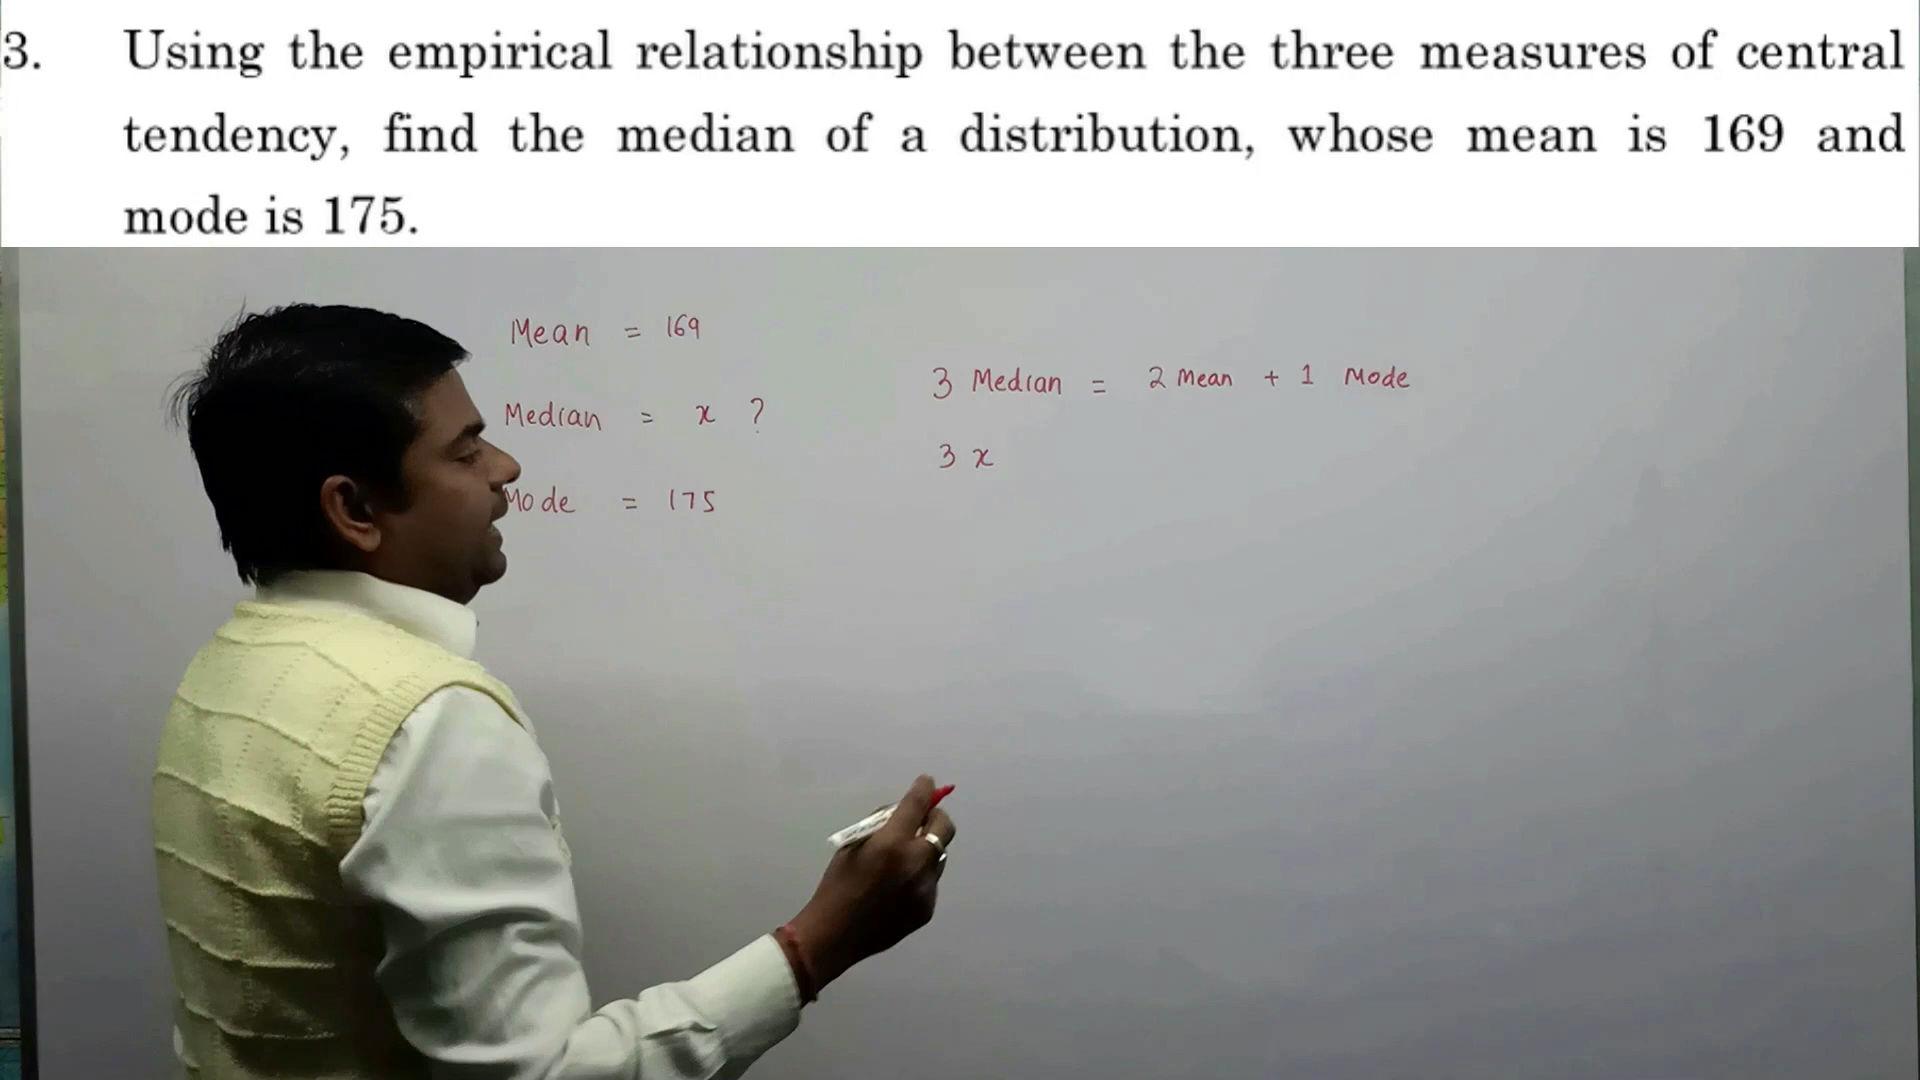 3. Using the empirical relationship between the three measures of central
tendency, find the median of a distribution, whose mean is 169 and
mode is 175.
Mean = 169
Median = x ?
Mode = 175
3 Median = 2 Mean + 1 Mode
3 x